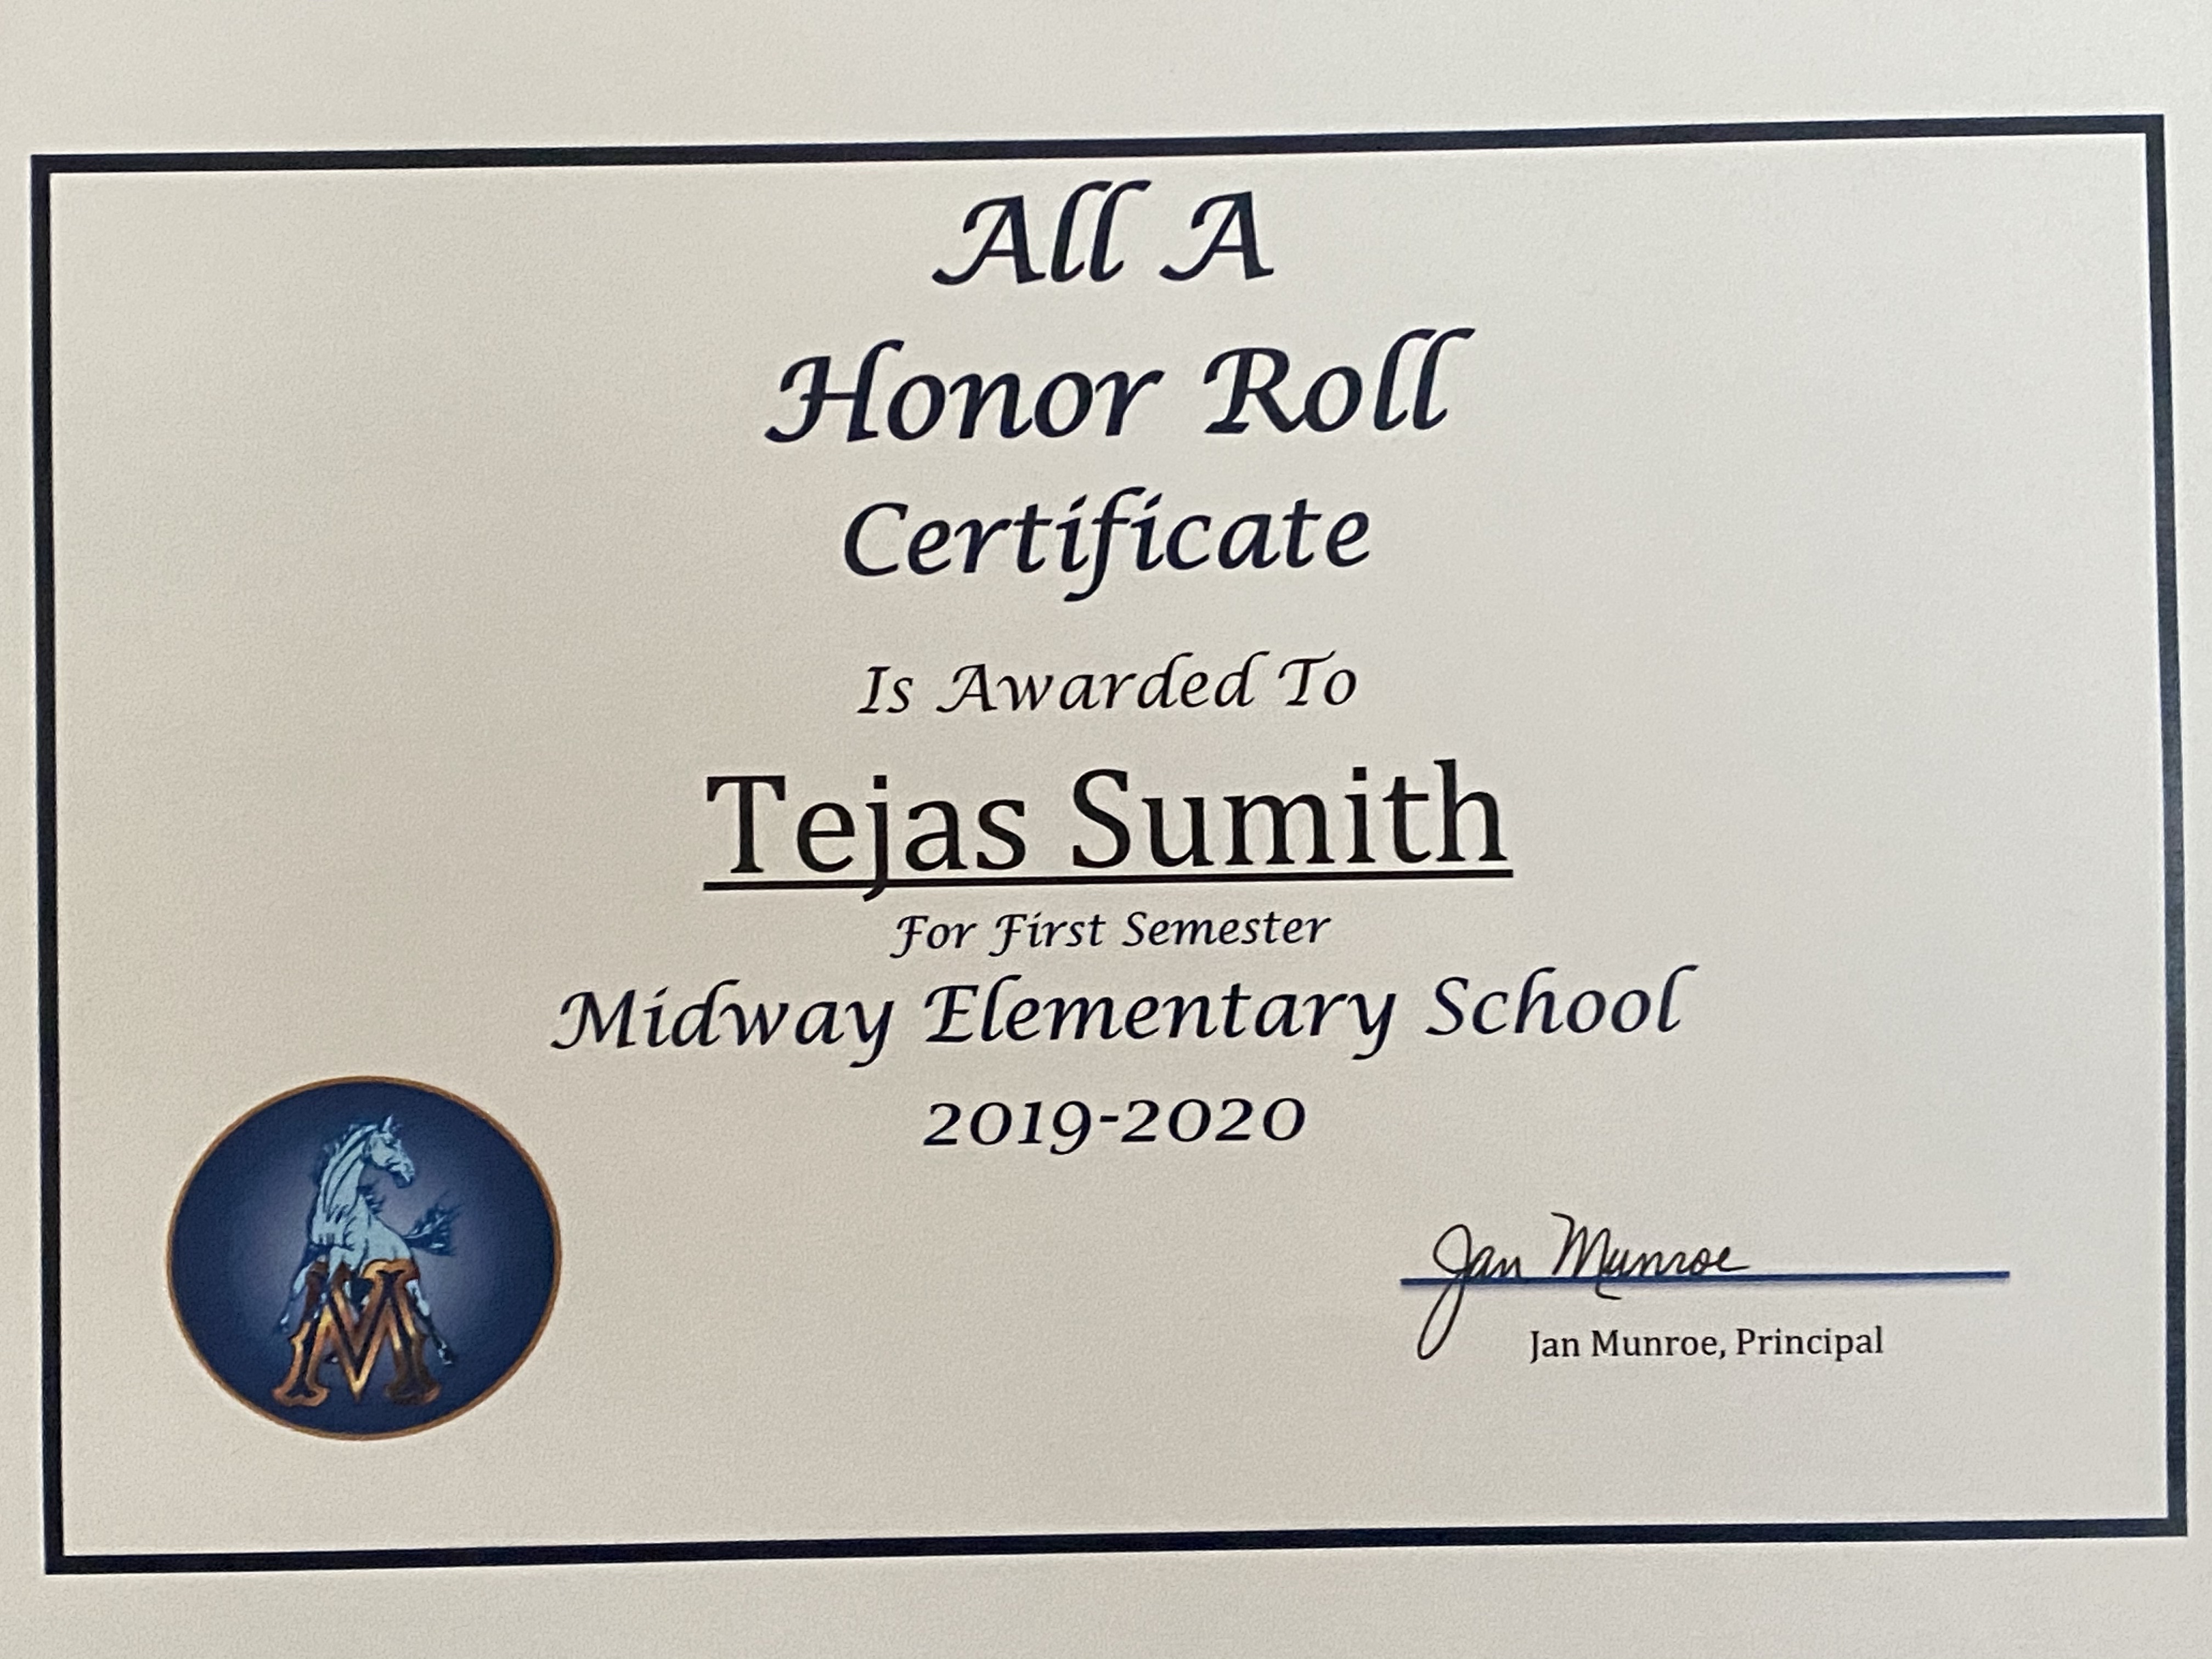 All A
Honor Roll
Certificate
Is Awarded To
Tejas Sumith
For First Semester
Midway Elementary School
2019-2020
M
Jan Munroe
Jan Munroe, Principal